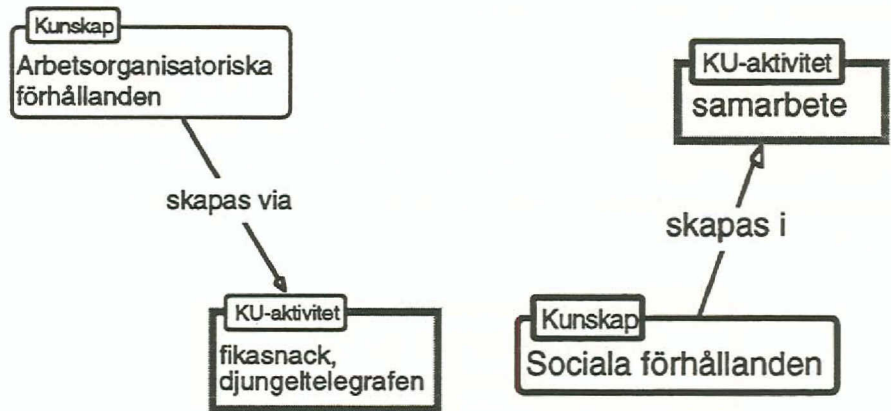 Kunskap
Arbetsorganisatoriska
förhållanden
skapas via
KU-aktivitet
fikasnack,
djungeltelegrafen
KU-aktivitet
samarbete
skapas i
Kunskap
Sociala förhållanden